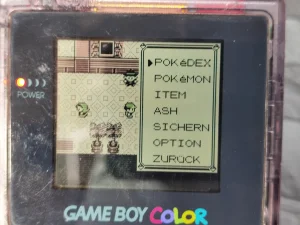 POKéDEX
POKéMON
ITEM
ASH
SICHERN
OPTION
ZURÜCK
POWER
GAME BOY COLOR